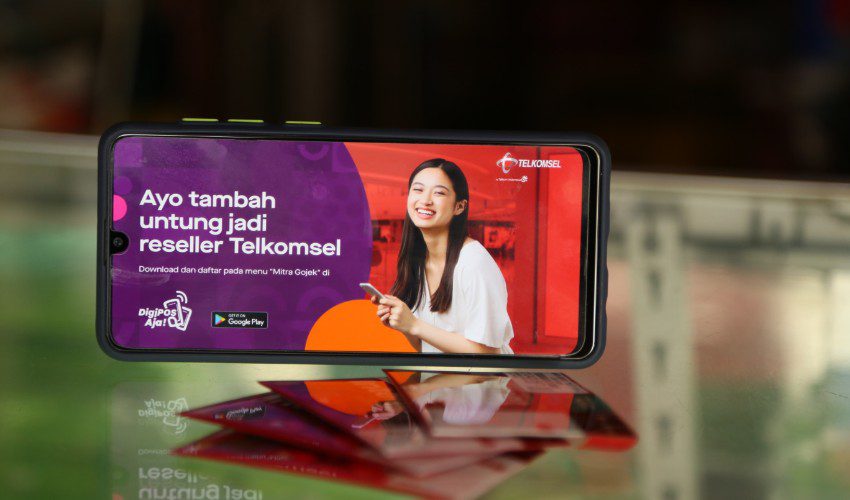 Ayo tambah
untung jadi
reseller Telkomsel
Download dan daftar pada menu "Mitra Gojek" di
DigiPOS
Aja!
GET IT ON
Google Play
TELKOMSEL